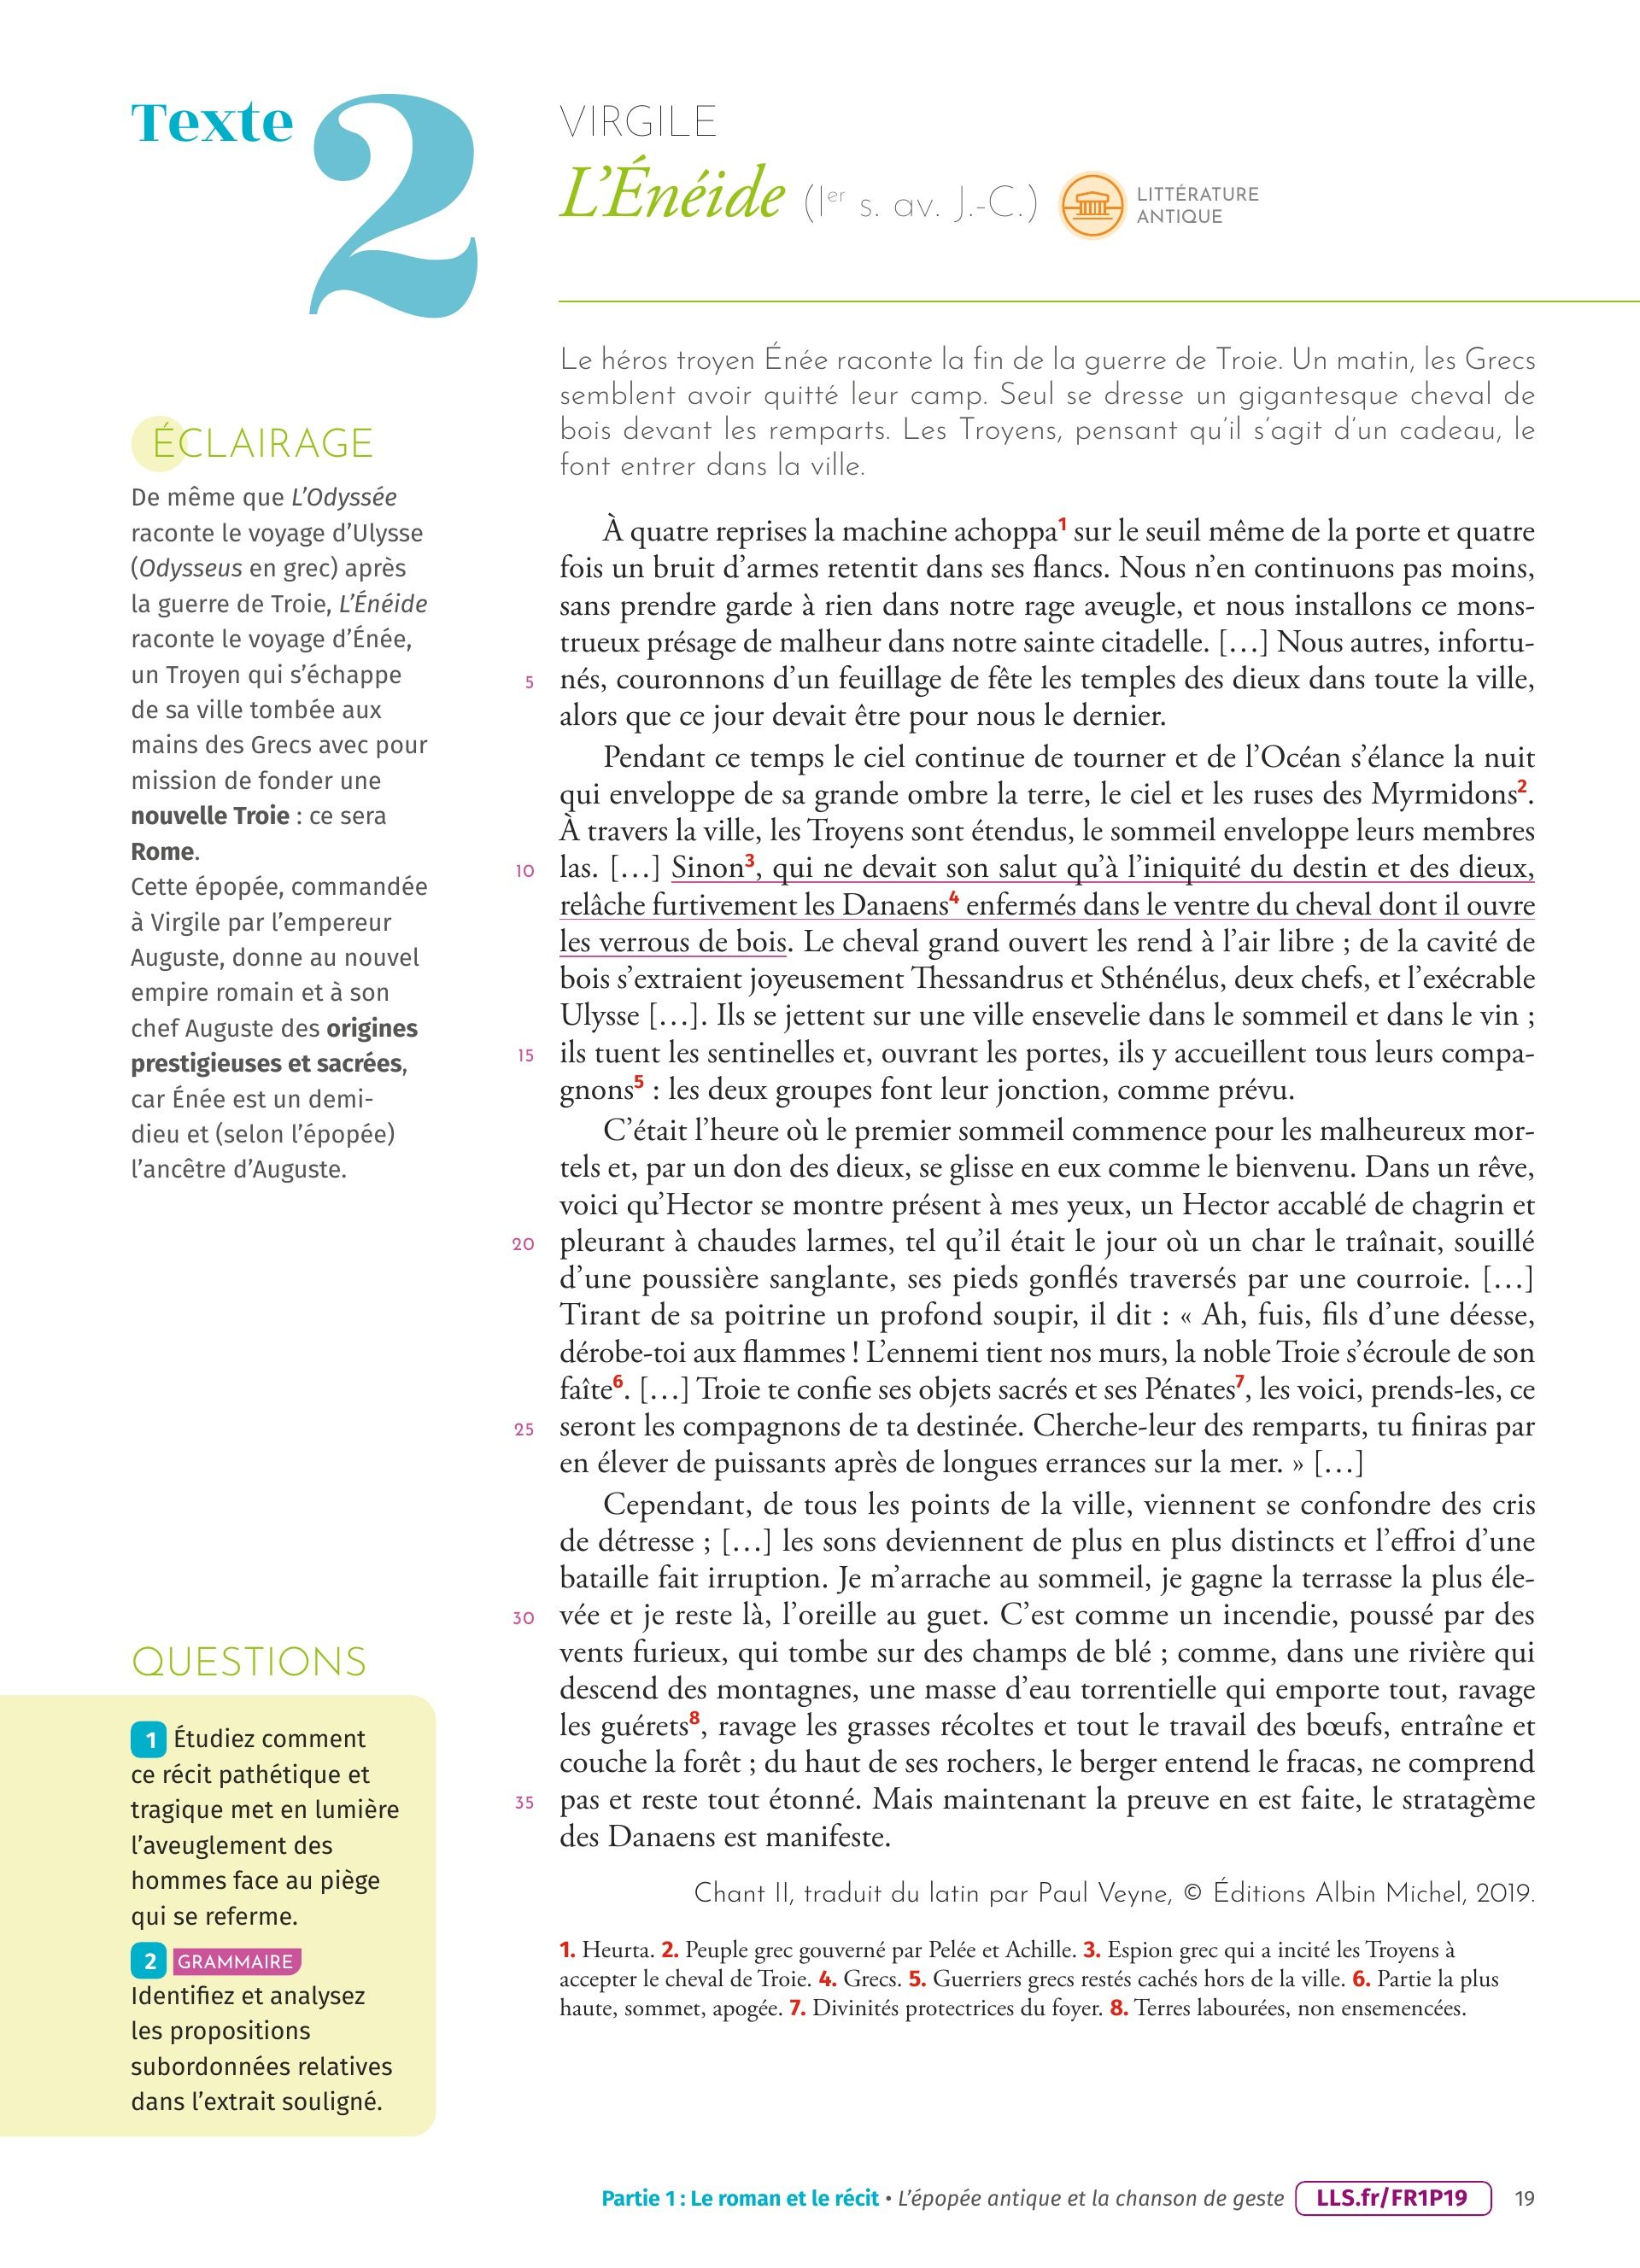 Texte 2
VIRGILE
L’Énéide (Iᵉʳ s. av. J.-C.)
LITTÉRATURE
ANTIQUE
Le héros troyen Énée raconte la fin de la guerre de Troie. Un matin, les Grecs
semblent avoir quitté leur camp. Seul se dresse un gigantesque cheval de
bois devant les remparts. Les Troyens, pensant qu’il s’agit d’un cadeau, le
font entrer dans la ville.
ÉCLAIRAGE
De même que L’Odyssée
raconte le voyage d’Ulysse
(Odysseus en grec) après
la guerre de Troie, L’Énéide
raconte le voyage d’Énée,
un Troyen qui s’échappe
de sa ville tombée aux
mains des Grecs avec pour
mission de fonder une
nouvelle Troie : ce sera
Rome.
Cette épopée, commandée
à Virgile par l’empereur
Auguste, donne au nouvel
empire romain et à son
chef Auguste des origines
prestigieuses et sacrées,
car Énée est un demi-
dieu et (selon l’épopée)
l’ancêtre d’Auguste.
À quatre reprises la machine achoppa¹ sur le seuil même de la porte et quatre
fois un bruit d’armes retentit dans ses flancs. Nous n’en continuons pas moins,
sans prendre garde à rien dans notre rage aveugle, et nous installons ce mons-
trueux présage de malheur dans notre sainte citadelle. […] Nous autres, infortu-
5 nés, couronnons d’un feuillage de fête les temples des dieux dans toute la ville,
alors que ce jour devait être pour nous le dernier.
Pendant ce temps le ciel continue de tourner et de l’Océan s’élance la nuit
qui enveloppe de sa grande ombre la terre, le ciel et les ruses des Myrmidons².
À travers la ville, les Troyens sont étendus, le sommeil enveloppe leurs membres
10 las. […] Sinon³, qui ne devait son salut qu’à l’iniquité du destin et des dieux,
relâche furtivement les Danaens⁴ enfermés dans le ventre du cheval dont il ouvre
les verrous de bois. Le cheval grand ouvert les rend à l’air libre ; de la cavité de
bois s’extraient joyeusement Thessandrus et Sthénélus, deux chefs, et l’exécrable
Ulysse […]. Ils se jettent sur une ville ensevelie dans le sommeil et dans le vin ;
15 ils tuent les sentinelles et, ouvrant les portes, ils y accueillent tous leurs compa-
gnons⁵ : les deux groupes font leur jonction, comme prévu.
C’était l’heure où le premier sommeil commence pour les malheureux mor-
tels et, par un don des dieux, se glisse en eux comme le bienvenu. Dans un rêve,
voici qu’Hector se montre présent à mes yeux, un Hector accablé de chagrin et
20 pleurant à chaudes larmes, tel qu’il était le jour où un char le traînait, souillé
d’une poussière sanglante, ses pieds gonflés traversés par une courroie. […]
Tirant de sa poitrine un profond soupir, il dit : « Ah, fuis, fils d’une déesse,
dérobe-toi aux flammes ! L’ennemi tient nos murs, la noble Troie s’écroule de son
faîte⁶. […] Troie te confie ses objets sacrés et ses Pénates⁷, les voici, prends-les, ce
25 seront les compagnons de ta destinée. Cherche-leur des remparts, tu finiras par
en élever de puissants après de longues errances sur la mer. » […]
Cependant, de tous les points de la ville, viennent se confondre des cris
de détresse ; […] les sons deviennent de plus en plus distincts et l’effroi d’une
bataille fait irruption. Je m’arrache au sommeil, je gagne la terrasse la plus éle-
30 vée et je reste là, l’oreille au guet. C’est comme un incendie, poussé par des
vents furieux, qui tombe sur des champs de blé ; comme, dans une rivière qui
descend des montagnes, une masse d’eau torrentielle qui emporte tout, ravage
les guérets⁸, ravage les grasses récoltes et tout le travail des bœufs, entraîne et
couche la forêt ; du haut de ses rochers, le berger entend le fracas, ne comprend
35 pas et reste tout étonné. Mais maintenant la preuve en est faite, le stratagème
des Danaens est manifeste.
Chant II, traduit du latin par Paul Veyne, © Éditions Albin Michel, 2019.
1. Heurta. 2. Peuple grec gouverné par Pelée et Achille. 3. Espion grec qui a incité les Troyens à
accepter le cheval de Troie. 4. Grecs. 5. Guerriers grecs restés cachés hors de la ville. 6. Partie la plus
haute, sommet, apogée. 7. Divinités protectrices du foyer. 8. Terres labourées, non ensemencées.
QUESTIONS
1 Étudiez comment
ce récit pathétique et
tragique met en lumière
l’aveuglement des
hommes face au piège
qui se referme.
2 GRAMMAIRE
Identifiez et analysez
les propositions
subordonnées relatives
dans l’extrait souligné.
Partie 1 : Le roman et le récit • L’épopée antique et la chanson de geste LLS.fr/FR1P19 19